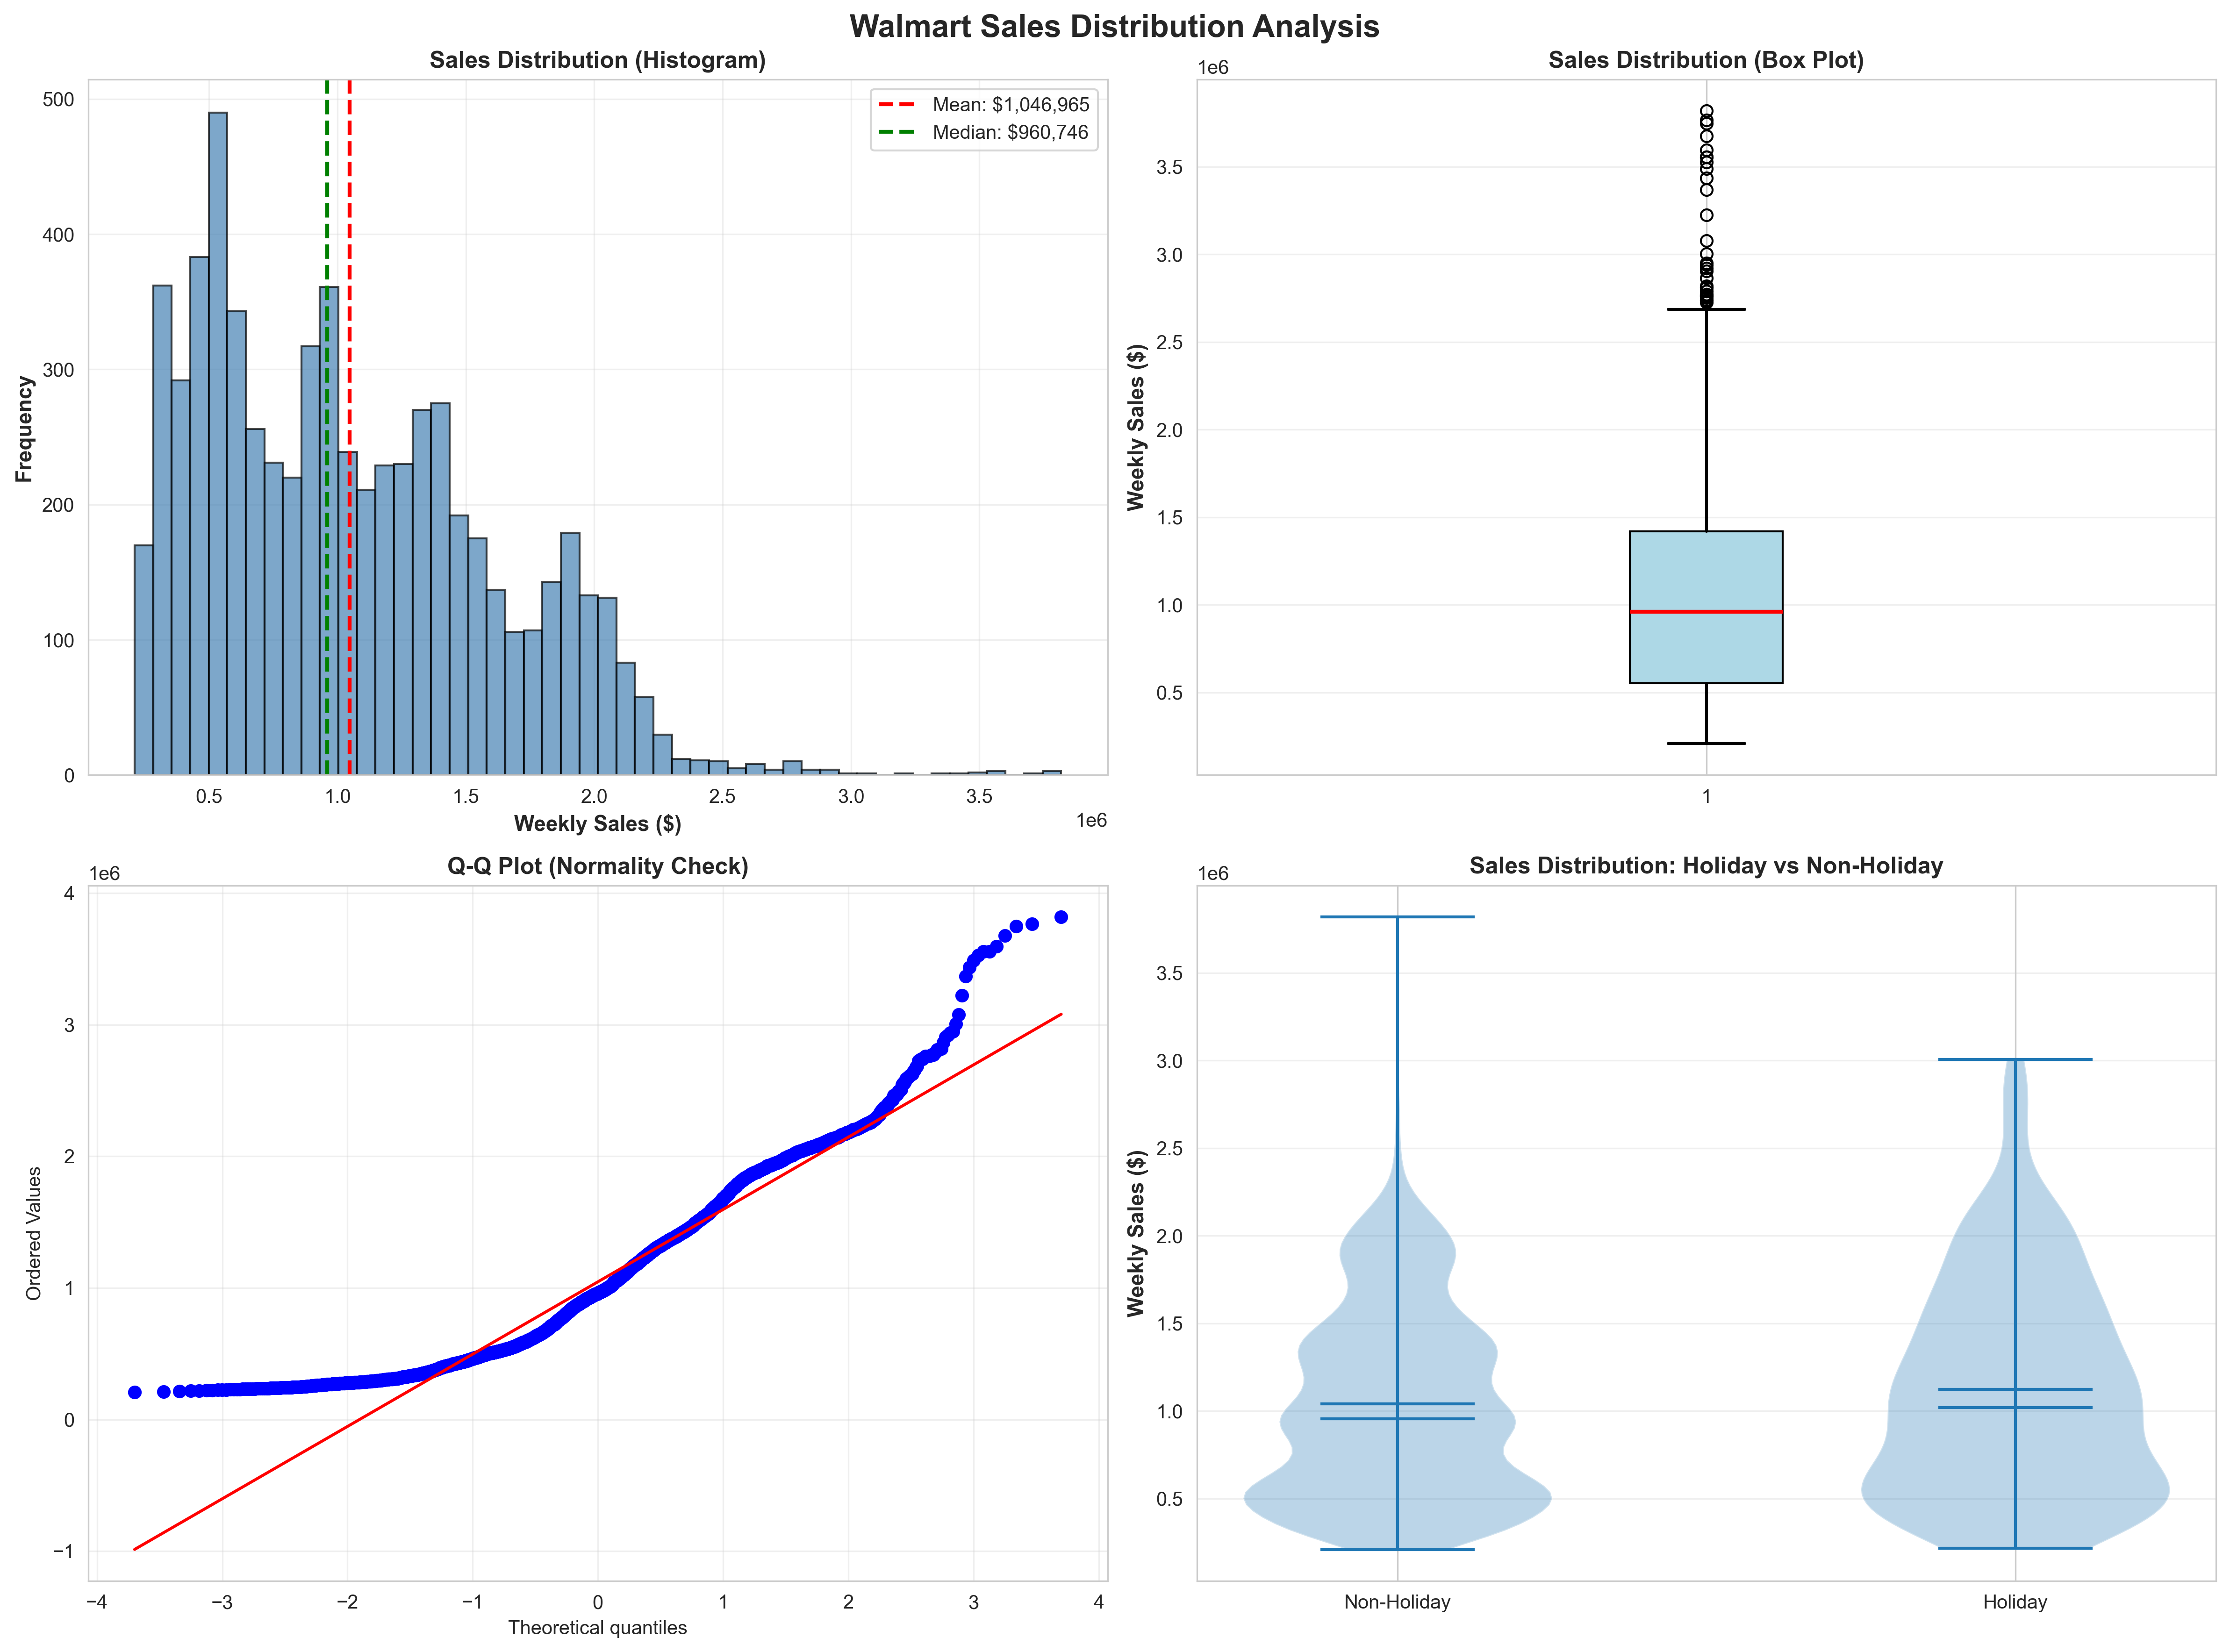 Walmart Sales Distribution Analysis
Sales Distribution (Histogram)
Mean: $1,046,965
Median: $960,746
500
400
300
200
100
0
Frequency
0.5 1.0 1.5 2.0 2.5 3.0 3.5
1e6
Weekly Sales ($)
Sales Distribution (Box Plot)
1e6
3.5
3.0
2.5
2.0
1.5
1.0
0.5
Weekly Sales ($)
1
Q-Q Plot (Normality Check)
1e6
4
3
2
1
0
−1
Ordered Values
−4 −3 −2 −1 0 1 2 3 4
Theoretical quantiles
Sales Distribution: Holiday vs Non-Holiday
1e6
3.5
3.0
2.5
2.0
1.5
1.0
0.5
Weekly Sales ($)
Non-Holiday Holiday